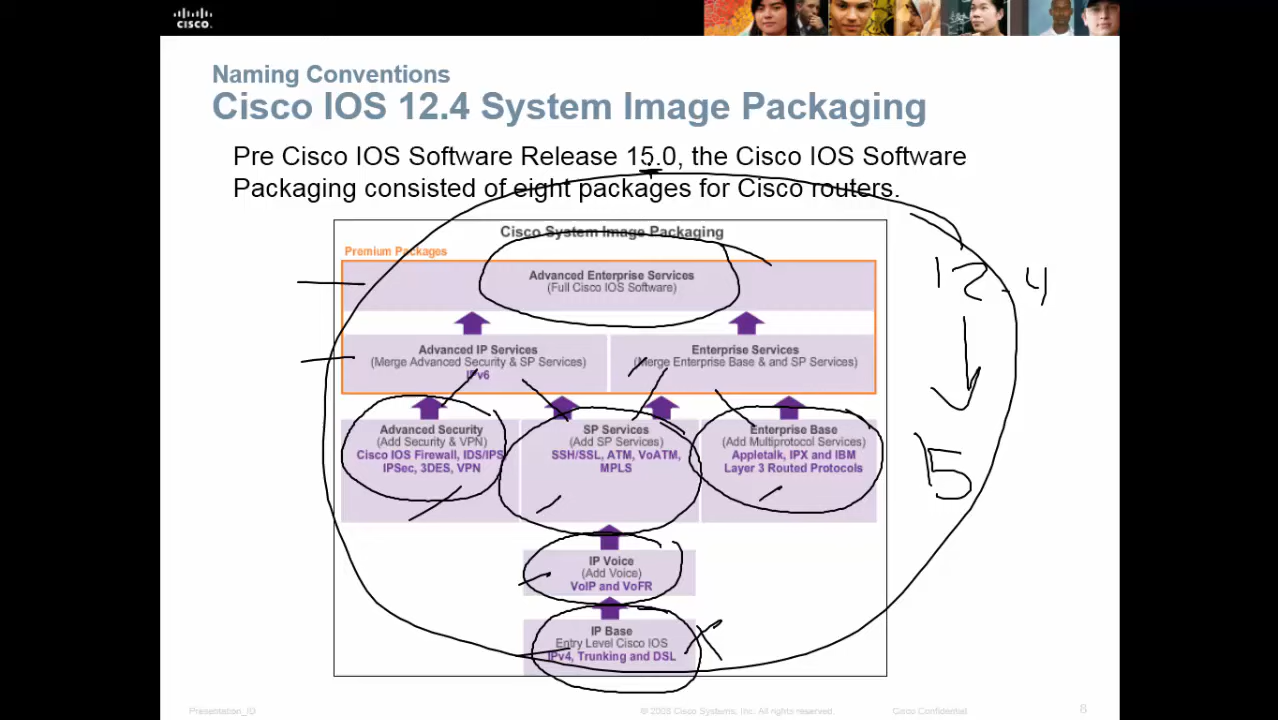 CISCO
Naming Conventions
Cisco IOS 12.4 System Image Packaging
Pre Cisco IOS Software Release 15.0, the Cisco IOS Software
Packaging consisted of eight packages for Cisco routers.
Cisco System Image Packaging
Premium Packages
Advanced Enterprise Services
(Full Cisco IOS Software)
12.4
Advanced IP Services
(Merge Advanced Security & SP Services)
IPv6
Enterprise Services
(Merge Enterprise Base & and SP Services)
Advanced Security
(Add Security & VPN)
Cisco IOS Firewall, IDS/IPS
IPSec, 3DES, VPN
SP Services
(Add SP Services)
SSH/SSL, ATM, VoATM,
MPLS
Enterprise Base
(Add Multiprotocol Services)
Appletalk, IPX and IBM
Layer 3 Routed Protocols
15
IP Voice
(Add Voice)
VoIP and VoFR
IP Base
Entry Level Cisco IOS
IPv4, Trunking and DSL
Presentation_ID
© 2008 Cisco Systems, Inc. All rights reserved.
Cisco Confidential
8